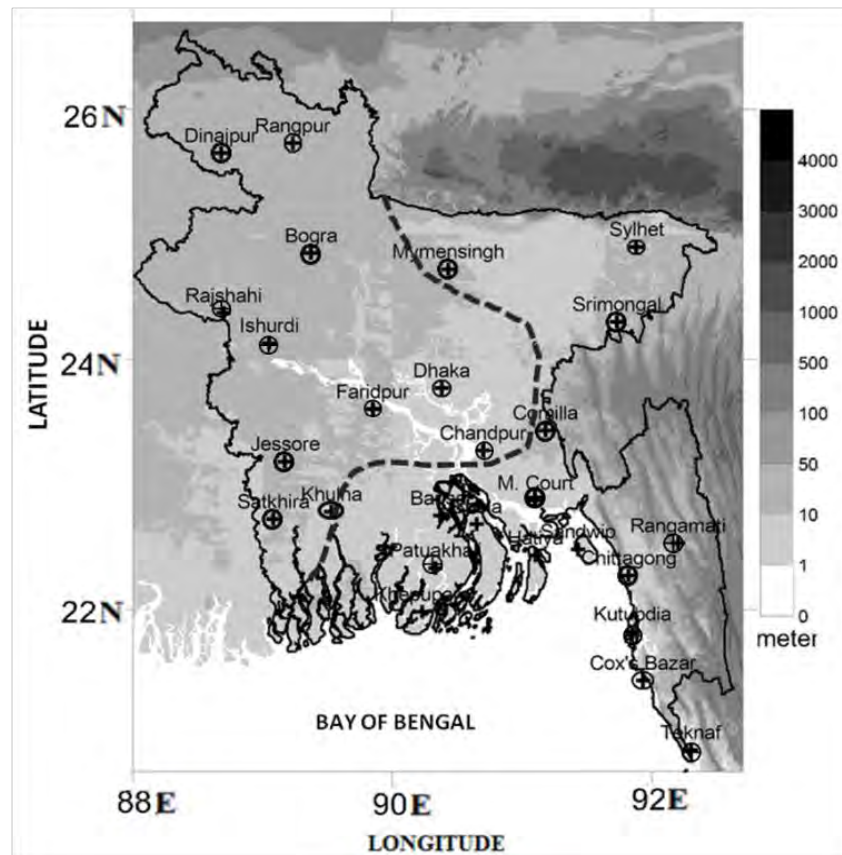 26N
24N
22N
LATITUDE
Dinajpur
Rangpur
Bogra
Mymensingh
Sylhet
Rajshahi
Srimongal
Ishurdi
Dhaka
Faridpur
Comilla
Chandpur
Jessore
M. Court
Khulna
Satkhira
Sandwip
Rangamati
Hatiya
Patuakha
Chittagong
Kutubdia
Cox's Bazar
Teknaf
BAY OF BENGAL
4000
3000
2000
1000
500
100
50
10
1
0
meter
88E
90E
92E
LONGITUDE